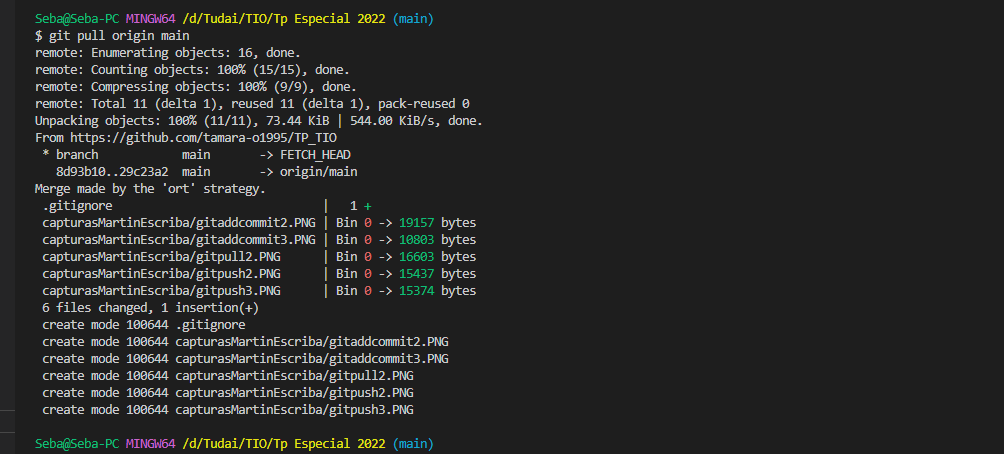 Seba@Seba-PC MINGW64 /d/Tudai/TIO/Tp Especial 2022 (main)
$ git pull origin main
remote: Enumerating objects: 16, done.
remote: Counting objects: 100% (15/15), done.
remote: Compressing objects: 100% (9/9), done.
remote: Total 11 (delta 1), reused 11 (delta 1), pack-reused 0
Unpacking objects: 100% (11/11), 73.44 KiB | 544.00 KiB/s, done.
From https://github.com/tamara-o1995/TP_TIO
 * branch            main       -> FETCH_HEAD
   8d93b10..29c23a2  main       -> origin/main
Merge made by the 'ort' strategy.
 .gitignore                              |   1 +
 capturasMartinEscriba/gitaddcommit2.PNG | Bin 0 -> 19157 bytes
 capturasMartinEscriba/gitaddcommit3.PNG | Bin 0 -> 10803 bytes
 capturasMartinEscriba/gitpull2.PNG      | Bin 0 -> 16603 bytes
 capturasMartinEscriba/gitpush2.PNG      | Bin 0 -> 15437 bytes
 capturasMartinEscriba/gitpush3.PNG      | Bin 0 -> 15374 bytes
 6 files changed, 1 insertion(+)
 create mode 100644 .gitignore
 create mode 100644 capturasMartinEscriba/gitaddcommit2.PNG
 create mode 100644 capturasMartinEscriba/gitaddcommit3.PNG
 create mode 100644 capturasMartinEscriba/gitpull2.PNG
 create mode 100644 capturasMartinEscriba/gitpush2.PNG
 create mode 100644 capturasMartinEscriba/gitpush3.PNG
Seba@Seba-PC MINGW64 /d/Tudai/TIO/Tp Especial 2022 (main)